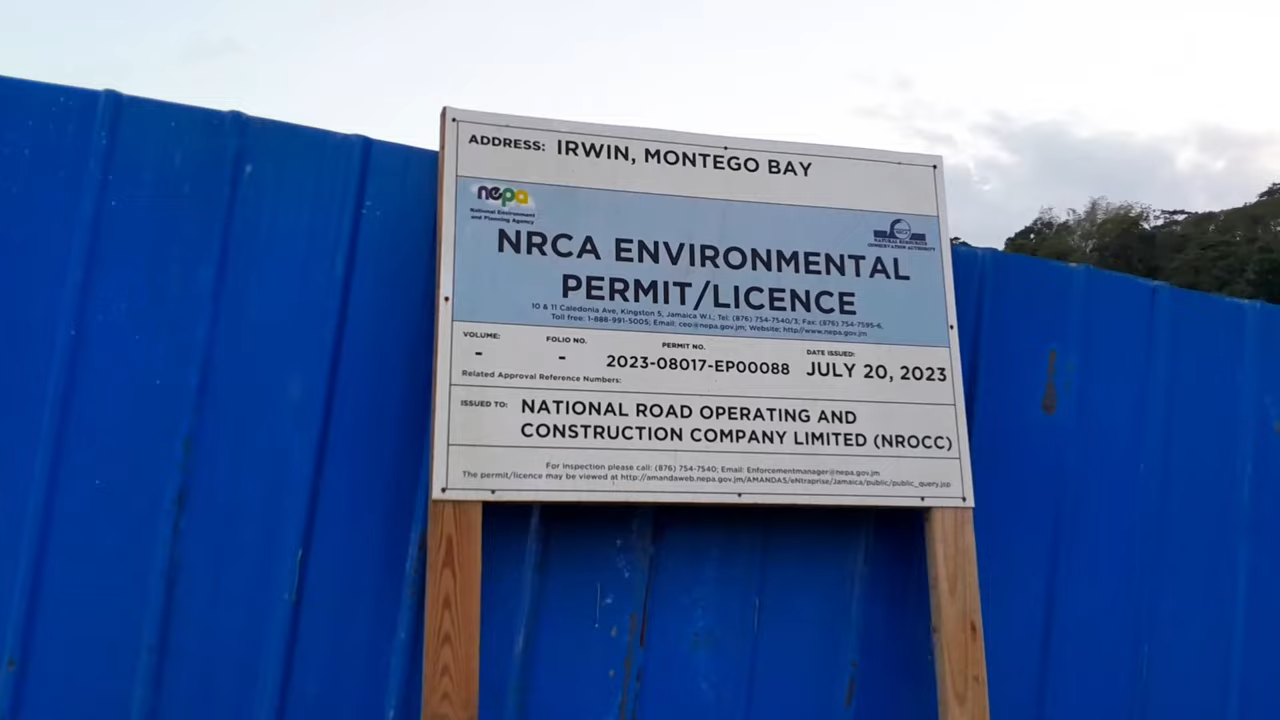 ADDRESS: IRWIN, MONTEGO BAY
nepa
National Environment
and Planning Agency
NATURAL RESOURCES
CONSERVATION AUTHORITY
NRCA ENVIRONMENTAL
PERMIT/LICENCE
10 & 11 Caledonia Ave, Kingston 5, Jamaica W.I.; Tel: (876) 754-7540/3; Fax: (876) 754-7595-6,
Toll free: 1-888-991-5005; Email: ceo@nepa.gov.jm; Website: http//www.nepa.gov.jm
VOLUME: FOLIO NO. PERMIT NO. DATE ISSUED:
- - 2023-08017-EP00088 JULY 20, 2023
Related Approval Reference Numbers:
ISSUED TO: NATIONAL ROAD OPERATING AND
CONSTRUCTION COMPANY LIMITED (NROCC)
For inspection please call: (876) 754-7540; Email: Enforcementmanager@nepa.gov.jm
The permit/licence may be viewed at http://amandaweb.nepa.gov.jm/AMANDA5/eNtraprise/Jamaica/public/public_query.jsp